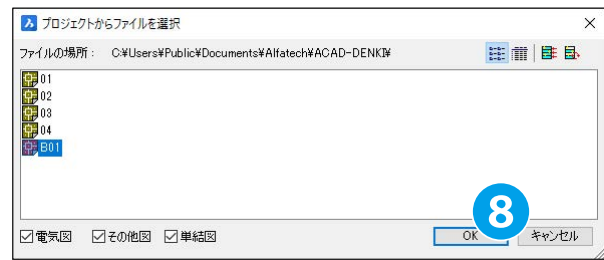 プロジェクトからファイルを選択
ファイルの場所： C:¥Users¥Public¥Documents¥Alfatech¥ACAD-DENKI¥
01
02
03
04
B01
8
電気図 その他図 単結図 OK キャンセル